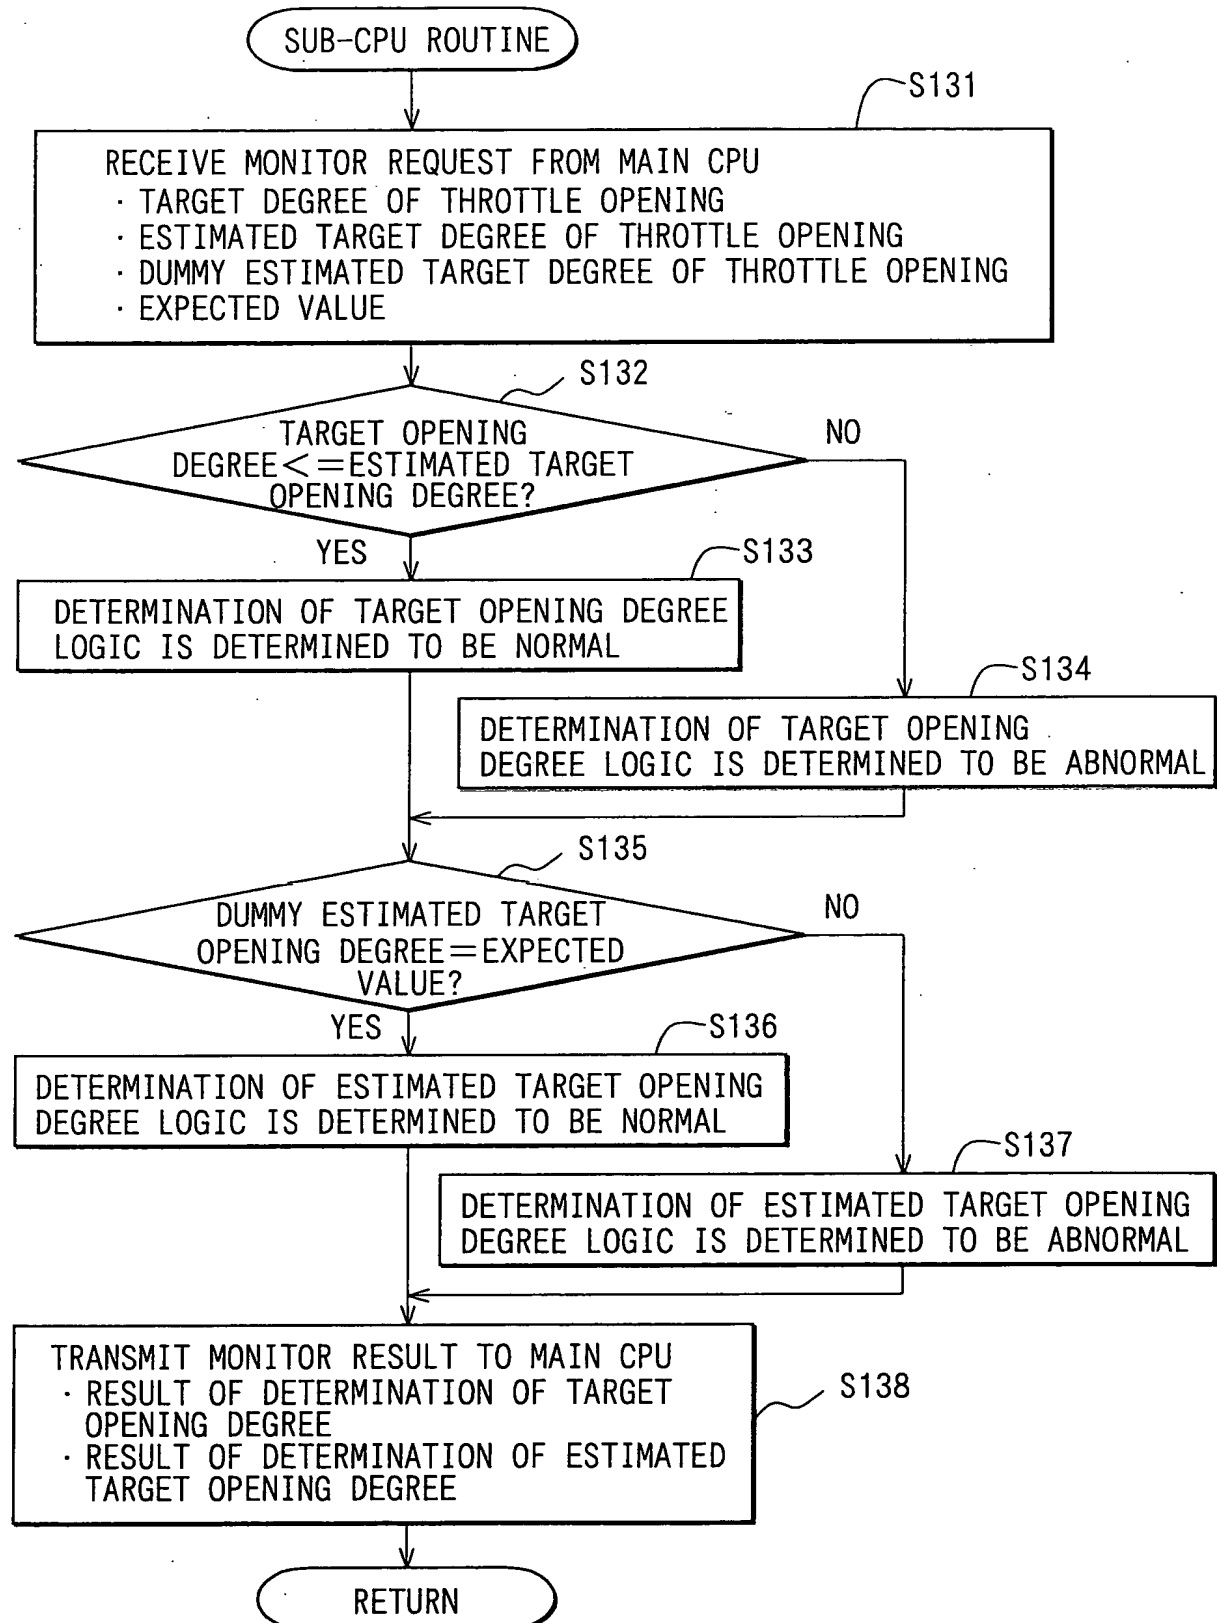 SUB-CPU ROUTINE
S131
RECEIVE MONITOR REQUEST FROM MAIN CPU
· TARGET DEGREE OF THROTTLE OPENING
· ESTIMATED TARGET DEGREE OF THROTTLE OPENING
· DUMMY ESTIMATED TARGET DEGREE OF THROTTLE OPENING
· EXPECTED VALUE
S132
TARGET OPENING
DEGREE<=ESTIMATED TARGET
OPENING DEGREE?
NO
YES
S133
DETERMINATION OF TARGET OPENING DEGREE
LOGIC IS DETERMINED TO BE NORMAL
S134
DETERMINATION OF TARGET OPENING
DEGREE LOGIC IS DETERMINED TO BE ABNORMAL
S135
DUMMY ESTIMATED TARGET
OPENING DEGREE=EXPECTED
VALUE?
NO
YES
S136
DETERMINATION OF ESTIMATED TARGET OPENING
DEGREE LOGIC IS DETERMINED TO BE NORMAL
S137
DETERMINATION OF ESTIMATED TARGET OPENING
DEGREE LOGIC IS DETERMINED TO BE ABNORMAL
TRANSMIT MONITOR RESULT TO MAIN CPU
· RESULT OF DETERMINATION OF TARGET
OPENING DEGREE
· RESULT OF DETERMINATION OF ESTIMATED
TARGET OPENING DEGREE
S138
RETURN